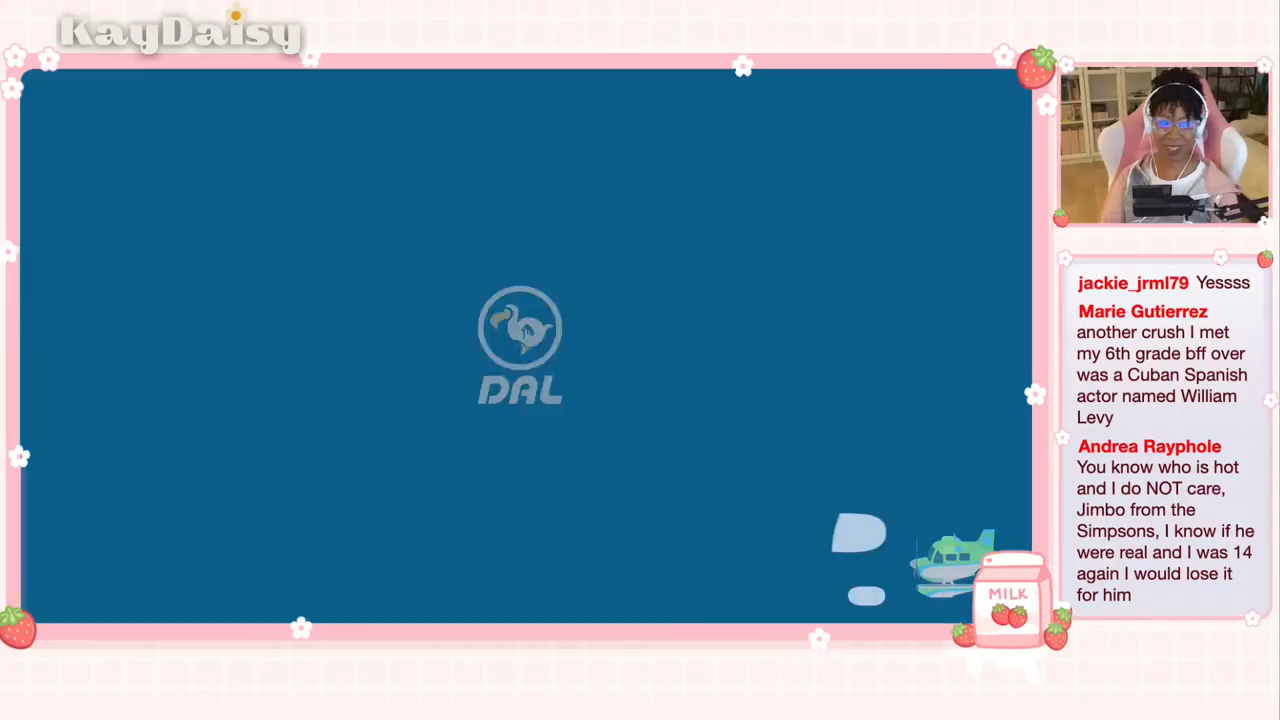 KayDaisy
DAL
MILK
jackie_jrml79 Yessss
Marie Gutierrez
another crush I met
my 6th grade bff over
was a Cuban Spanish
actor named William
Levy
Andrea Rayphole
You know who is hot
and I do NOT care,
Jimbo from the
Simpsons, I know if he
were real and I was 14
again I would lose it
for him